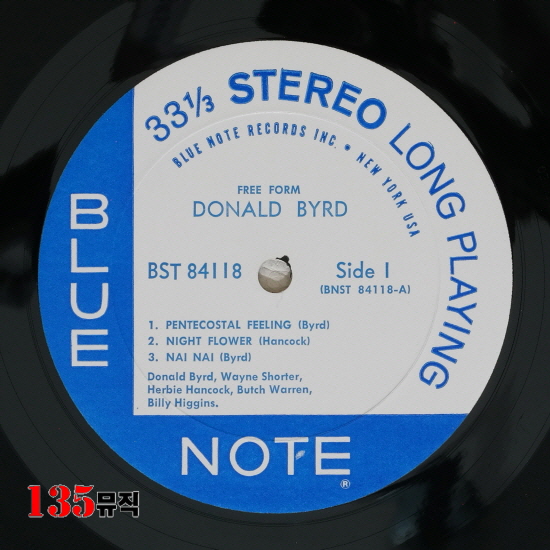 33⅓ STEREO LONG PLAYING
BLUE NOTE RECORDS INC. • NEW YORK USA
FREE FORM
DONALD BYRD
BST 84118
Side 1
(BNST 84118-A)
1. PENTECOSTAL FEELING (Byrd)
2. NIGHT FLOWER (Hancock)
3. NAI NAI (Byrd)
Donald Byrd, Wayne Shorter,
Herbie Hancock, Butch Warren,
Billy Higgins.
BLUE
NOTE
®
135뮤직